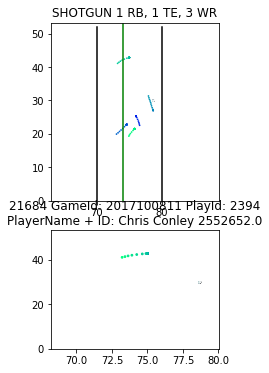 SHOTGUN 1 RB, 1 TE, 3 WR
50
40
30
20
10
0
70
80
21684 GameId: 2017100811 PlayId: 2394
PlayerName + ID: Chris Conley 2552652.0
40
20
0
70.0 72.5 75.0 77.5 80.0